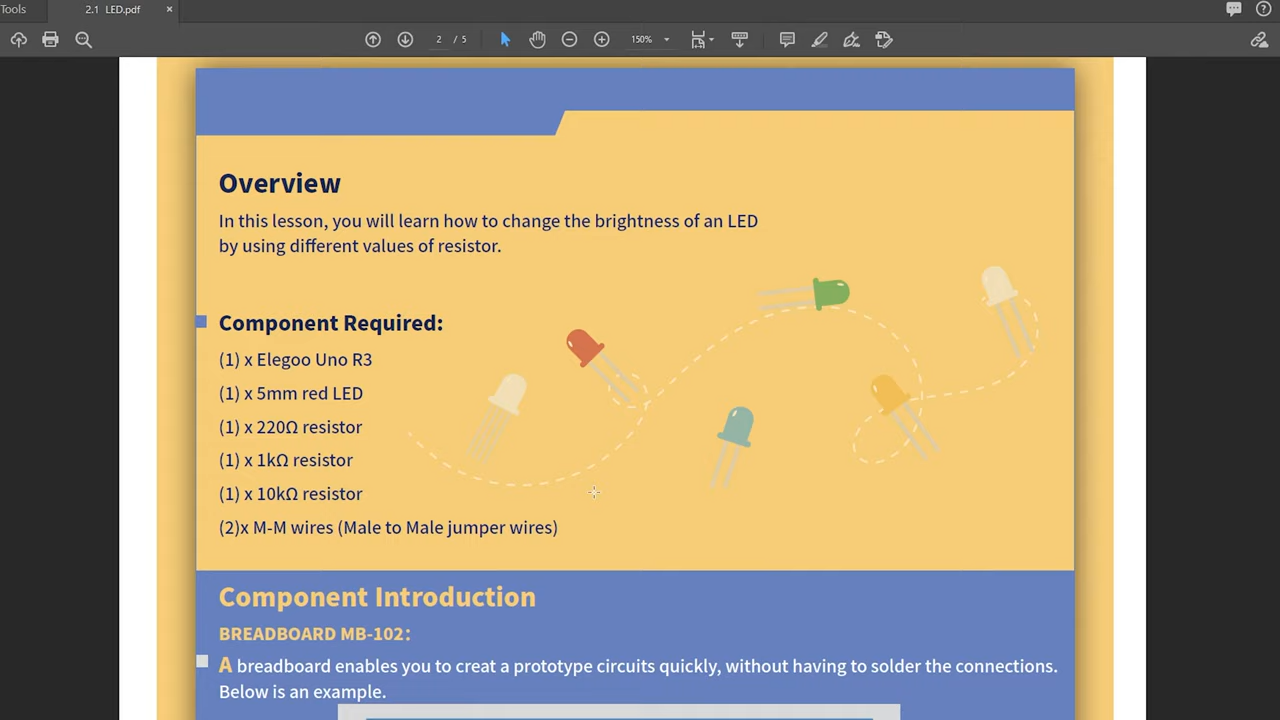 Tools
2.1 LED.pdf
2 / 5
150%
Overview
In this lesson, you will learn how to change the brightness of an LED
by using different values of resistor.
Component Required:
(1) x Elegoo Uno R3
(1) x 5mm red LED
(1) x 220Ω resistor
(1) x 1kΩ resistor
(1) x 10kΩ resistor
(2)x M-M wires (Male to Male jumper wires)
Component Introduction
BREADBOARD MB-102:
A breadboard enables you to creat a prototype circuits quickly, without having to solder the connections.
Below is an example.